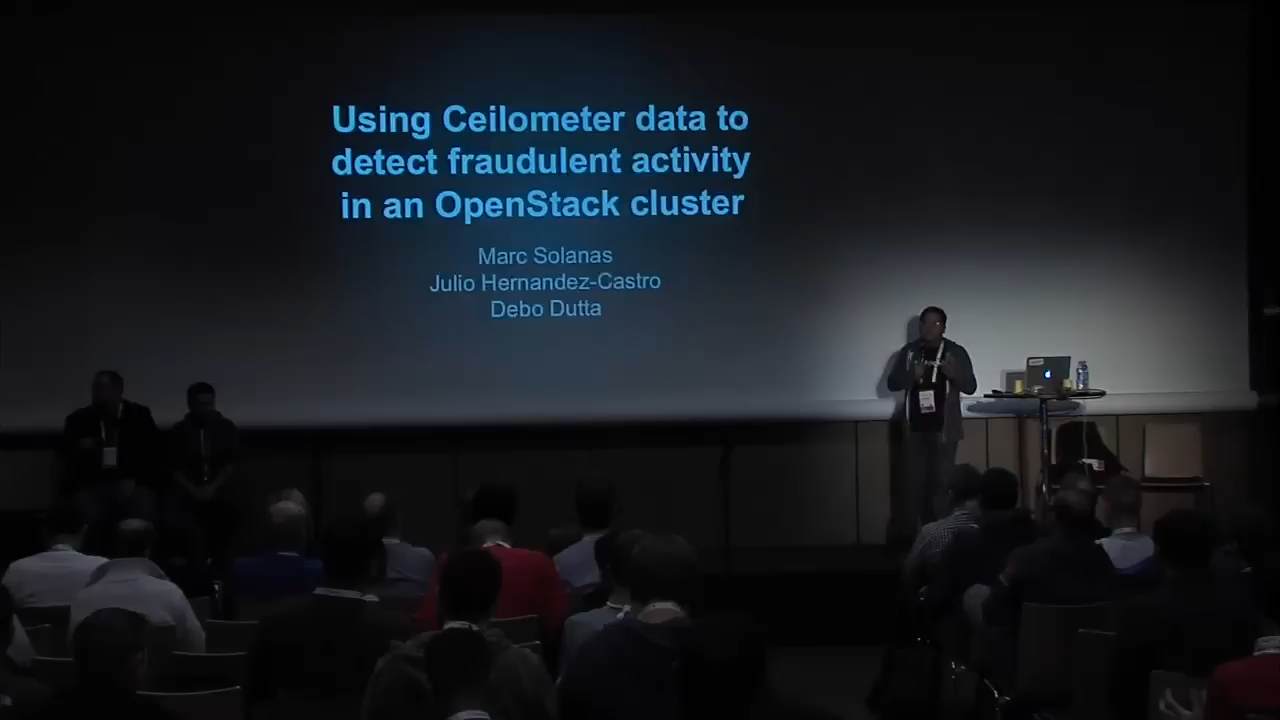 Using Ceilometer data to
detect fraudulent activity
in an OpenStack cluster
Marc Solanas
Julio Hernandez-Castro
Debo Dutta